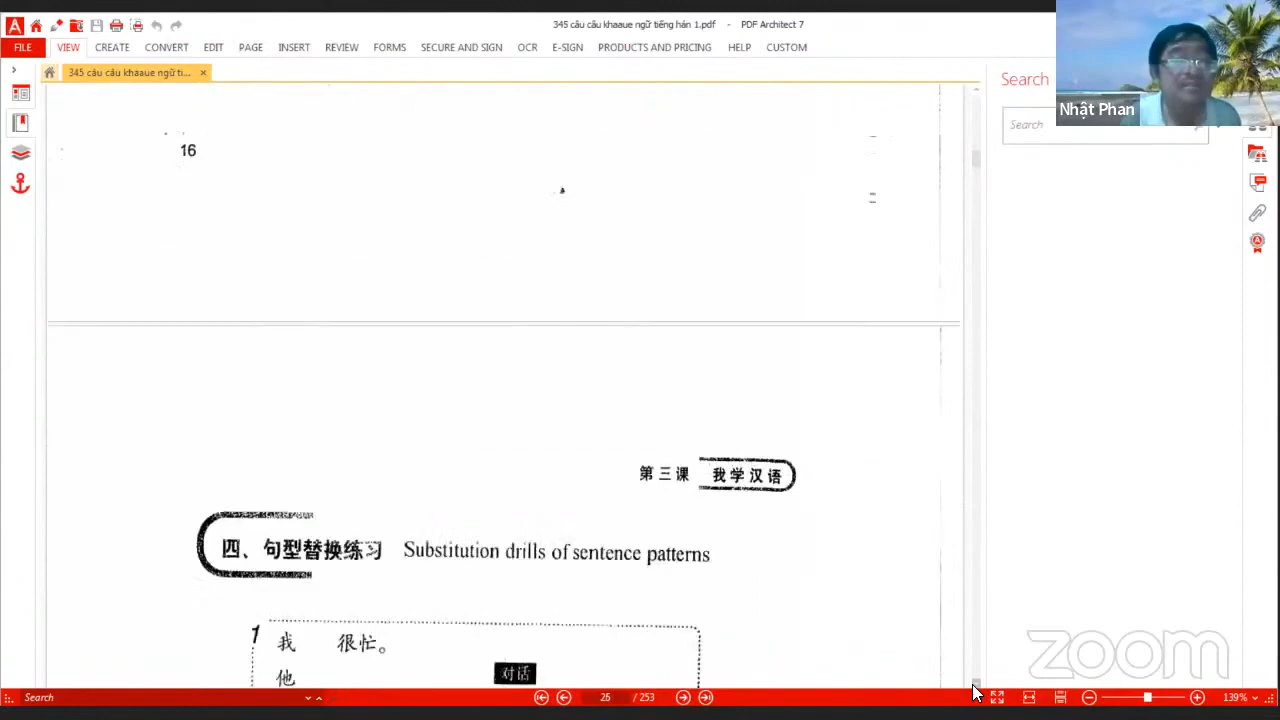 345 câu cầu khaaue ngữ tiếng hán 1.pdf - PDF Architect 7
FILE VIEW CREATE CONVERT EDIT PAGE INSERT REVIEW FORMS SECURE AND SIGN OCR E-SIGN PRODUCTS AND PRICING HELP CUSTOM
345 câu cầu khaaue ngữ ti... ×
Search
Search
Nhật Phan
16
第三课 我学汉语
四、句型替换练习 Substitution drills of sentence patterns
1 我 很忙。
他
对话
zoom
Search
25 / 253
139%